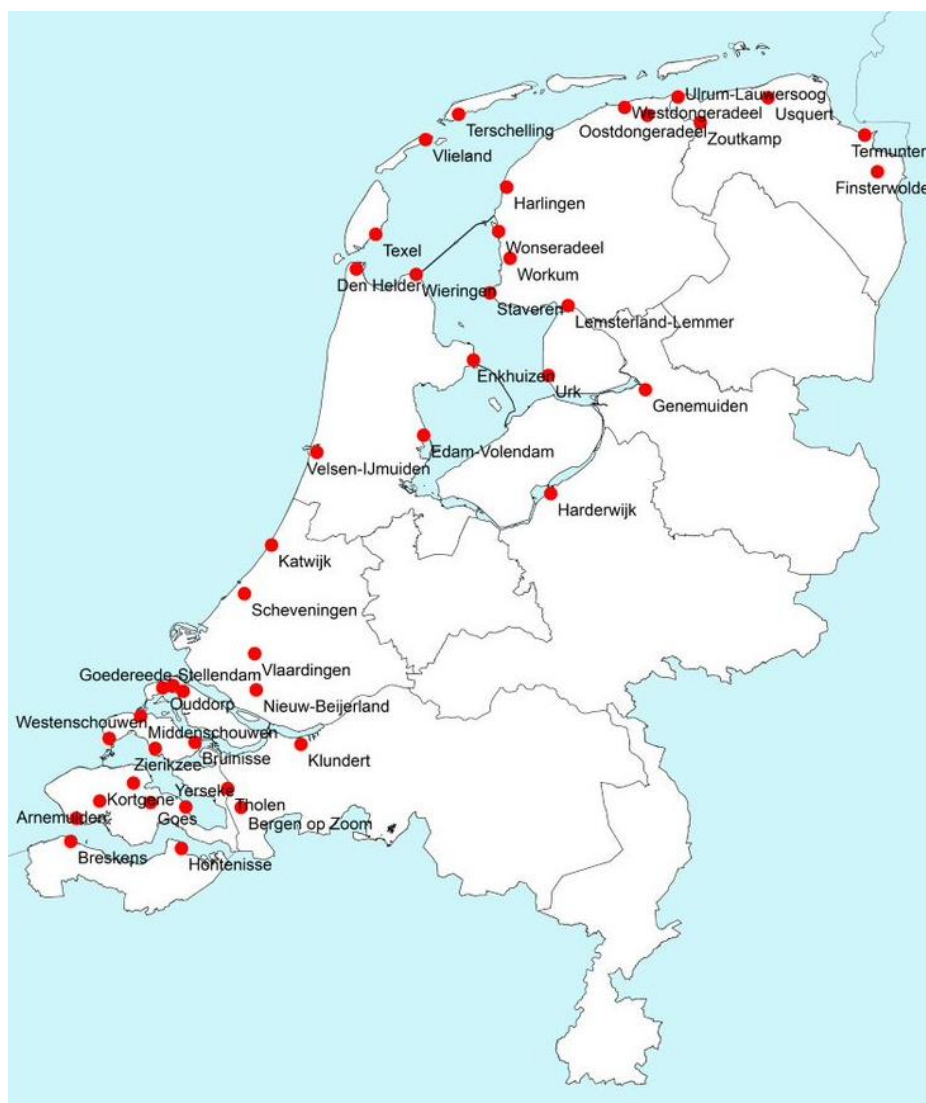 Ulrum-Lauwersoog
Westdongeradeel
Usquert
Terschelling
Oostdongeradeel
Zoutkamp
Termunten
Vlieland
Finsterwolde
Harlingen
Texel
Wonseradeel
Workum
Den Helder
Wieringen
Staveren
Lemsterland-Lemmer
Enkhuizen
Urk
Genemuiden
Edam-Volendam
Velsen-IJmuiden
Harderwijk
Katwijk
Scheveningen
Vlaardingen
Goedereede-Stellendam
Ouddorp
Nieuw-Beijerland
Westenschouwen
Middenschouwen
Bruinisse
Klundert
Zierikzee
Yerseke
Kortgene
Tholen
Arnemuiden
Goes
Bergen op Zoom
Breskens
Hontenisse